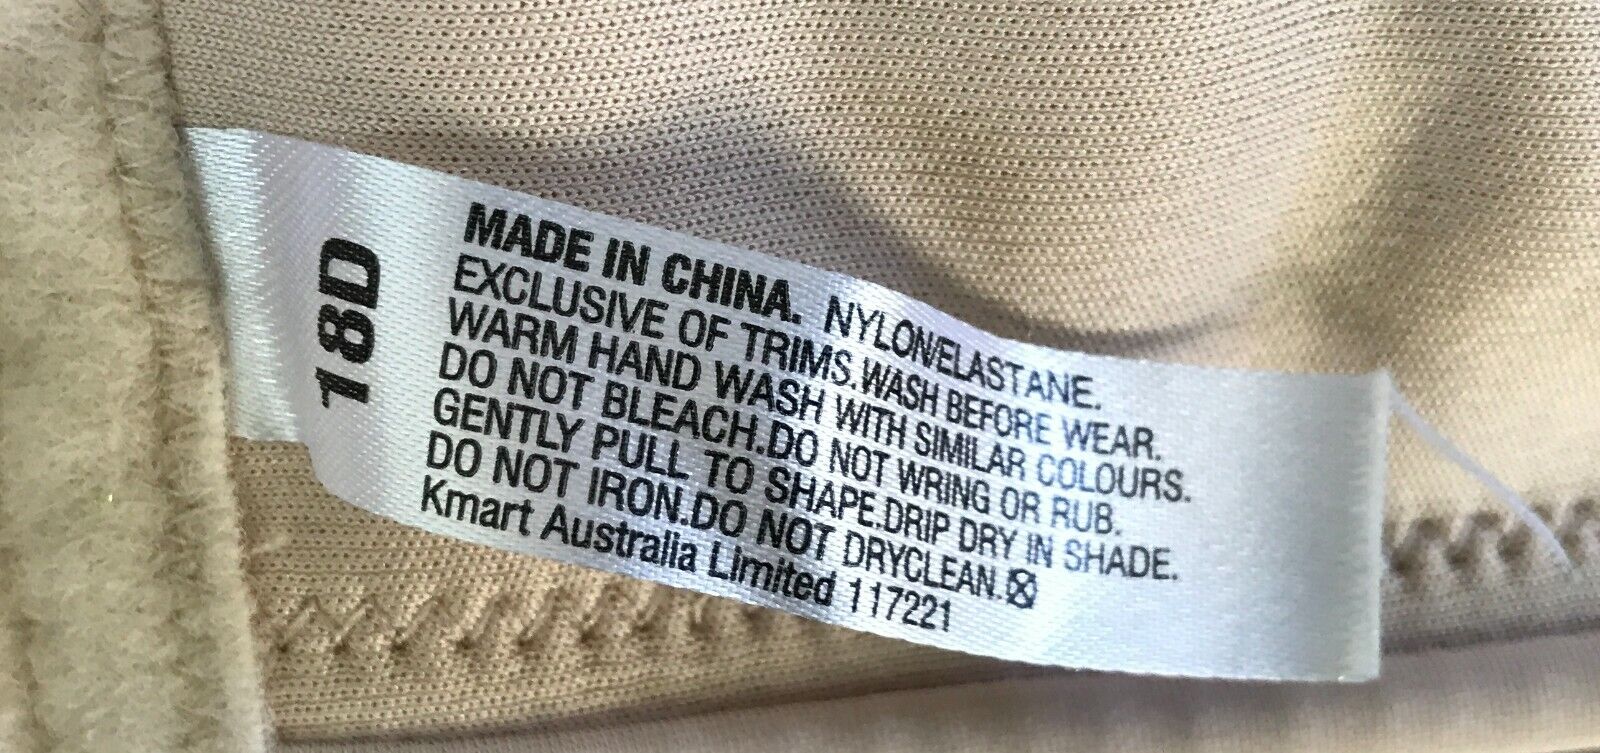 18D
MADE IN CHINA. NYLON/ELASTANE.
EXCLUSIVE OF TRIMS.WASH BEFORE WEAR.
WARM HAND WASH WITH SIMILAR COLOURS.
DO NOT BLEACH.DO NOT WRING OR RUB.
GENTLY PULL TO SHAPE.DRIP DRY IN SHADE.
DO NOT IRON.DO NOT DRYCLEAN.
Kmart Australia Limited 117221